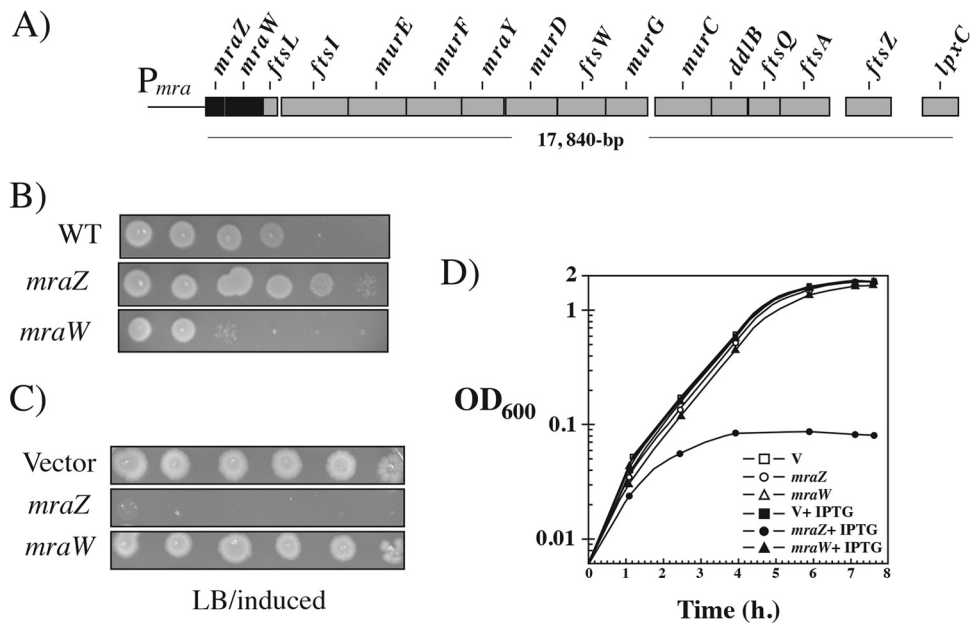 A)
mraZ mraW ftsL ftsI murE murF mraY murD ftsW murG murC ddlB ftsQ ftsA ftsZ lpxC
Pmra
17, 840-bp
B)
WT
mraZ
mraW
C)
Vector
mraZ
mraW
LB/induced
D)
2
1
0.1
0.01
OD600
V
mraZ
mraW
V+ IPTG
mraZ+ IPTG
mraW+ IPTG
0 1 2 3 4 5 6 7 8
Time (h.)